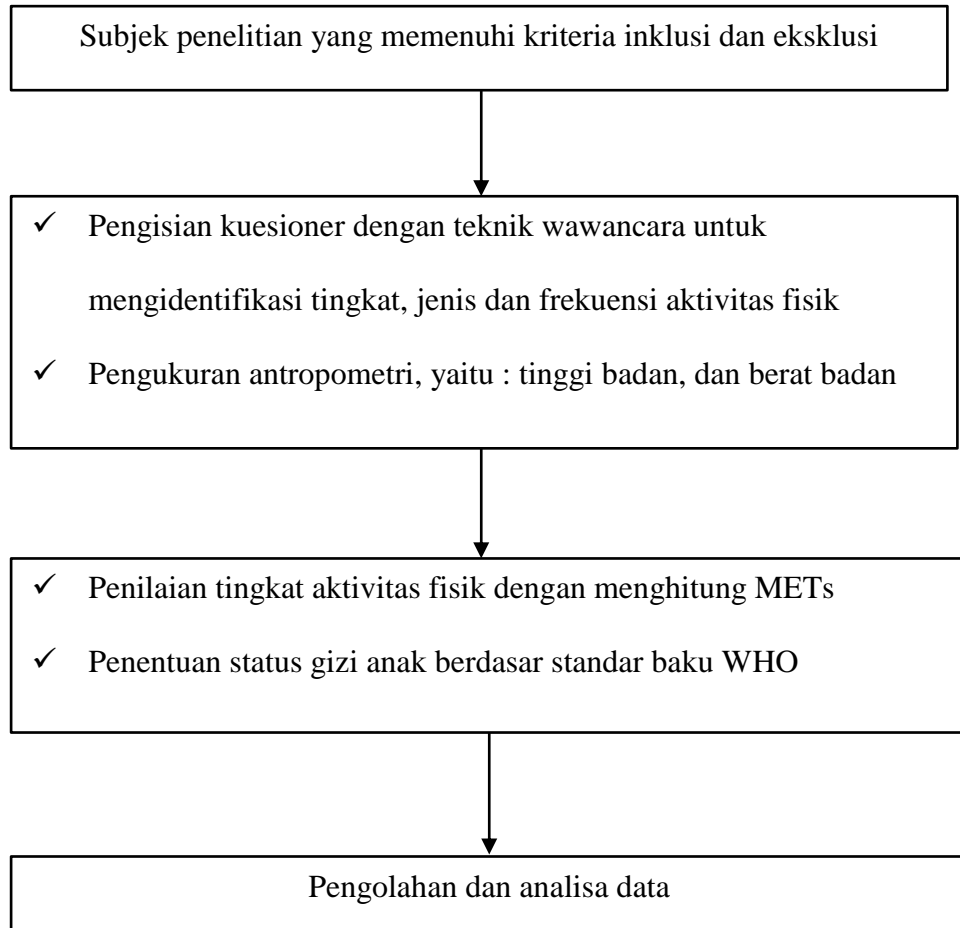 Subjek penelitian yang memenuhi kriteria inklusi dan eksklusi
✓ Pengisian kuesioner dengan teknik wawancara untuk
mengidentifikasi tingkat, jenis dan frekuensi aktivitas fisik
✓ Pengukuran antropometri, yaitu : tinggi badan, dan berat badan
✓ Penilaian tingkat aktivitas fisik dengan menghitung METs
✓ Penentuan status gizi anak berdasar standar baku WHO
Pengolahan dan analisa data